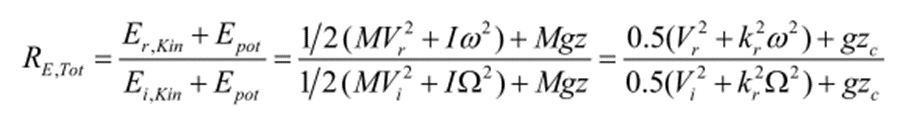 R_{E,Tot} = \frac{E_{r,Kin} + E_{pot}}{E_{i,Kin} + E_{pot}} = \frac{1/2(MV_r^2 + I\omega^2) + Mgz}{1/2(MV_i^2 + I\Omega^2) + Mgz} = \frac{0.5(V_r^2 + k_r^2\omega^2) + gz_c}{0.5(V_i^2 + k_r^2\Omega^2) + gz_c}